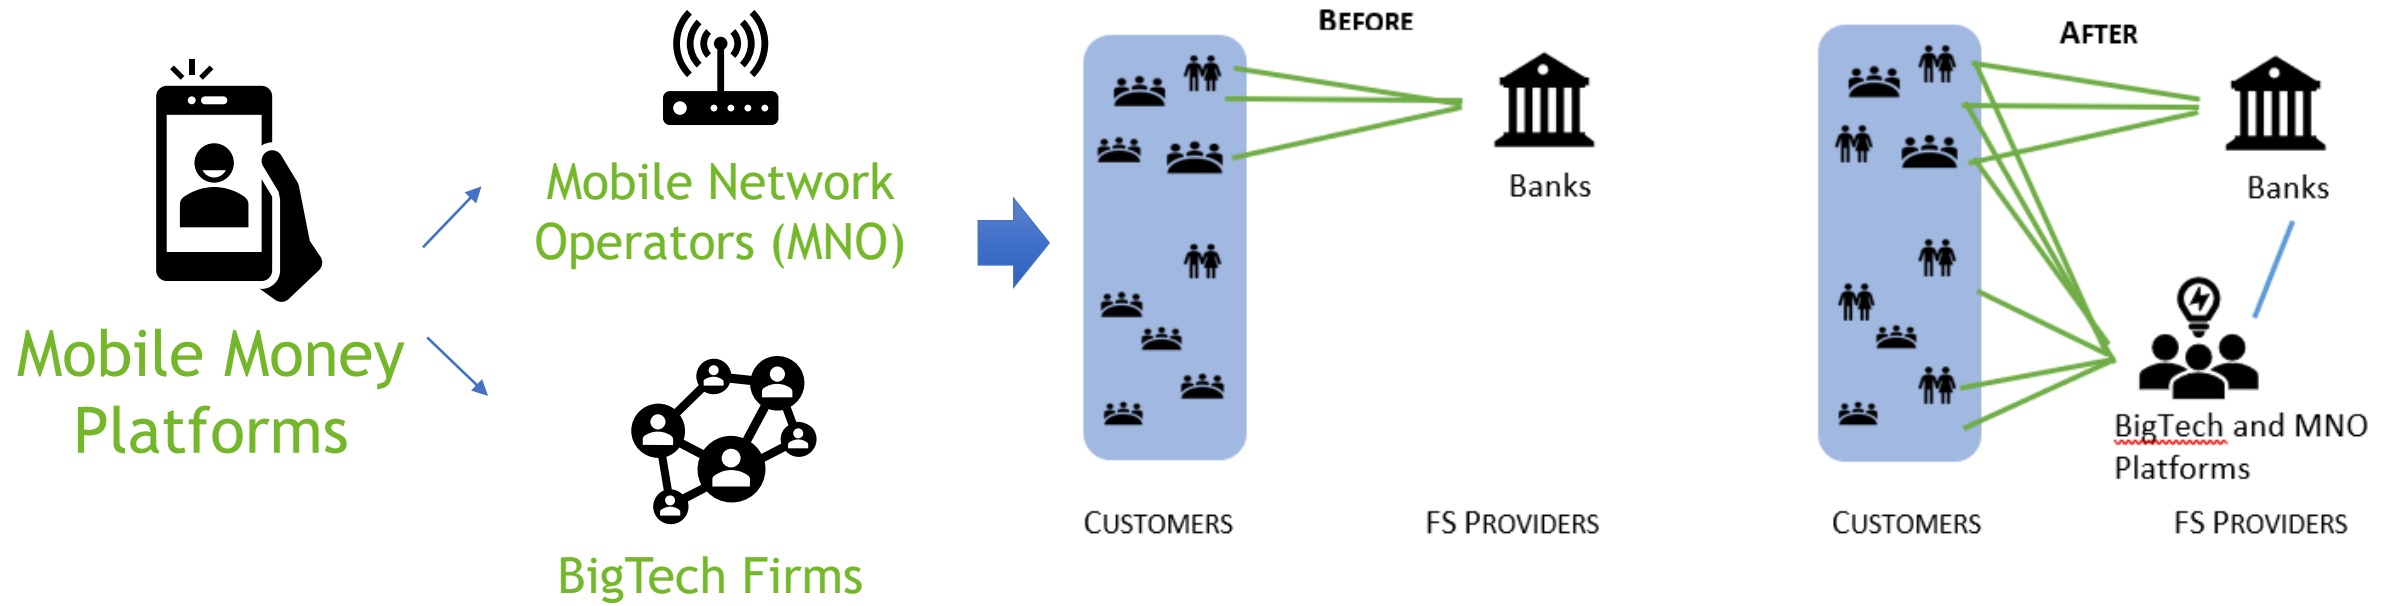 Mobile Money
Platforms
Mobile Network
Operators (MNO)
BigTech Firms
BEFORE
Banks
CUSTOMERS
FS PROVIDERS
AFTER
Banks
BigTech and MNO
Platforms
CUSTOMERS
FS PROVIDERS